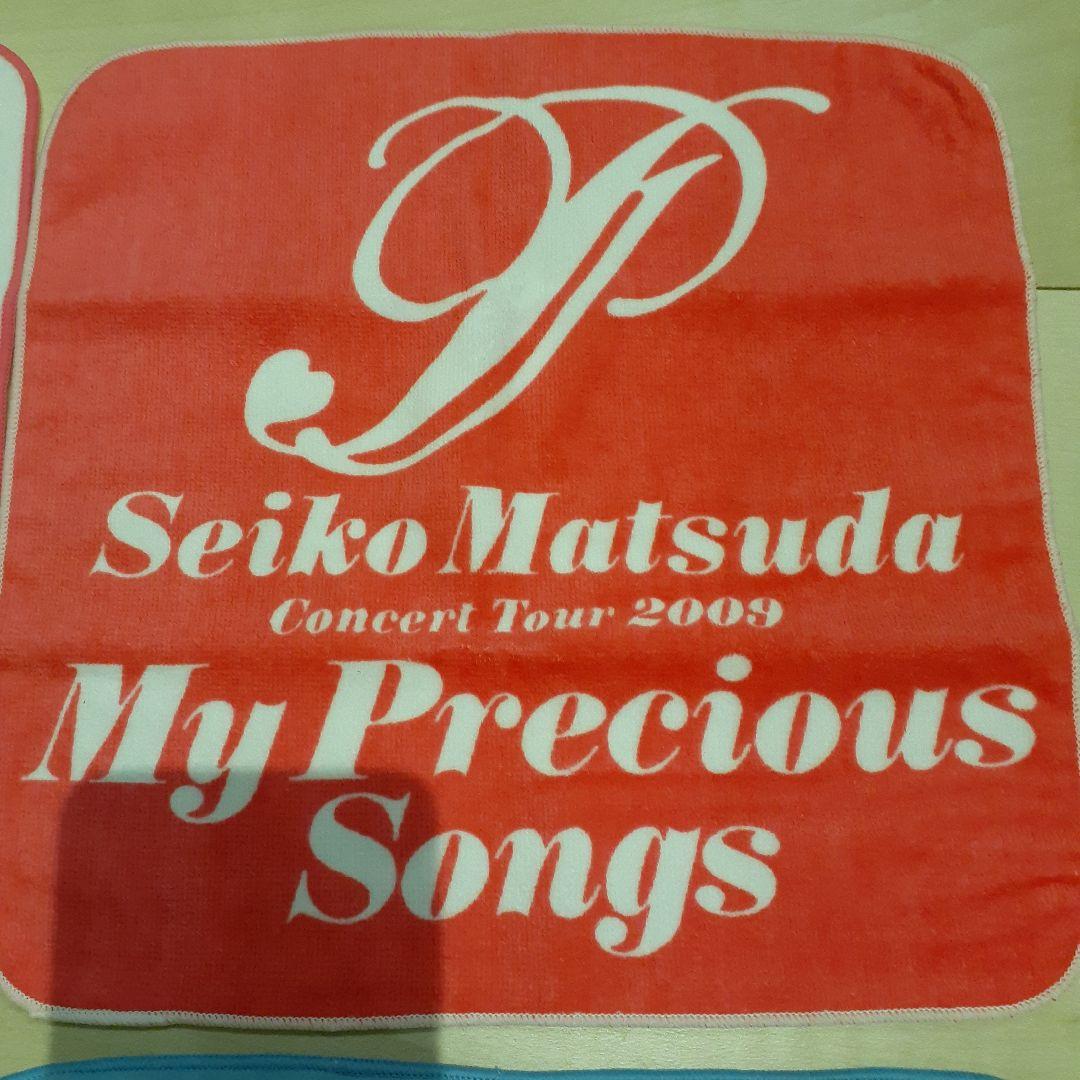 P
Seiko Matsuda
Concert Tour 2009
My Precious
Songs